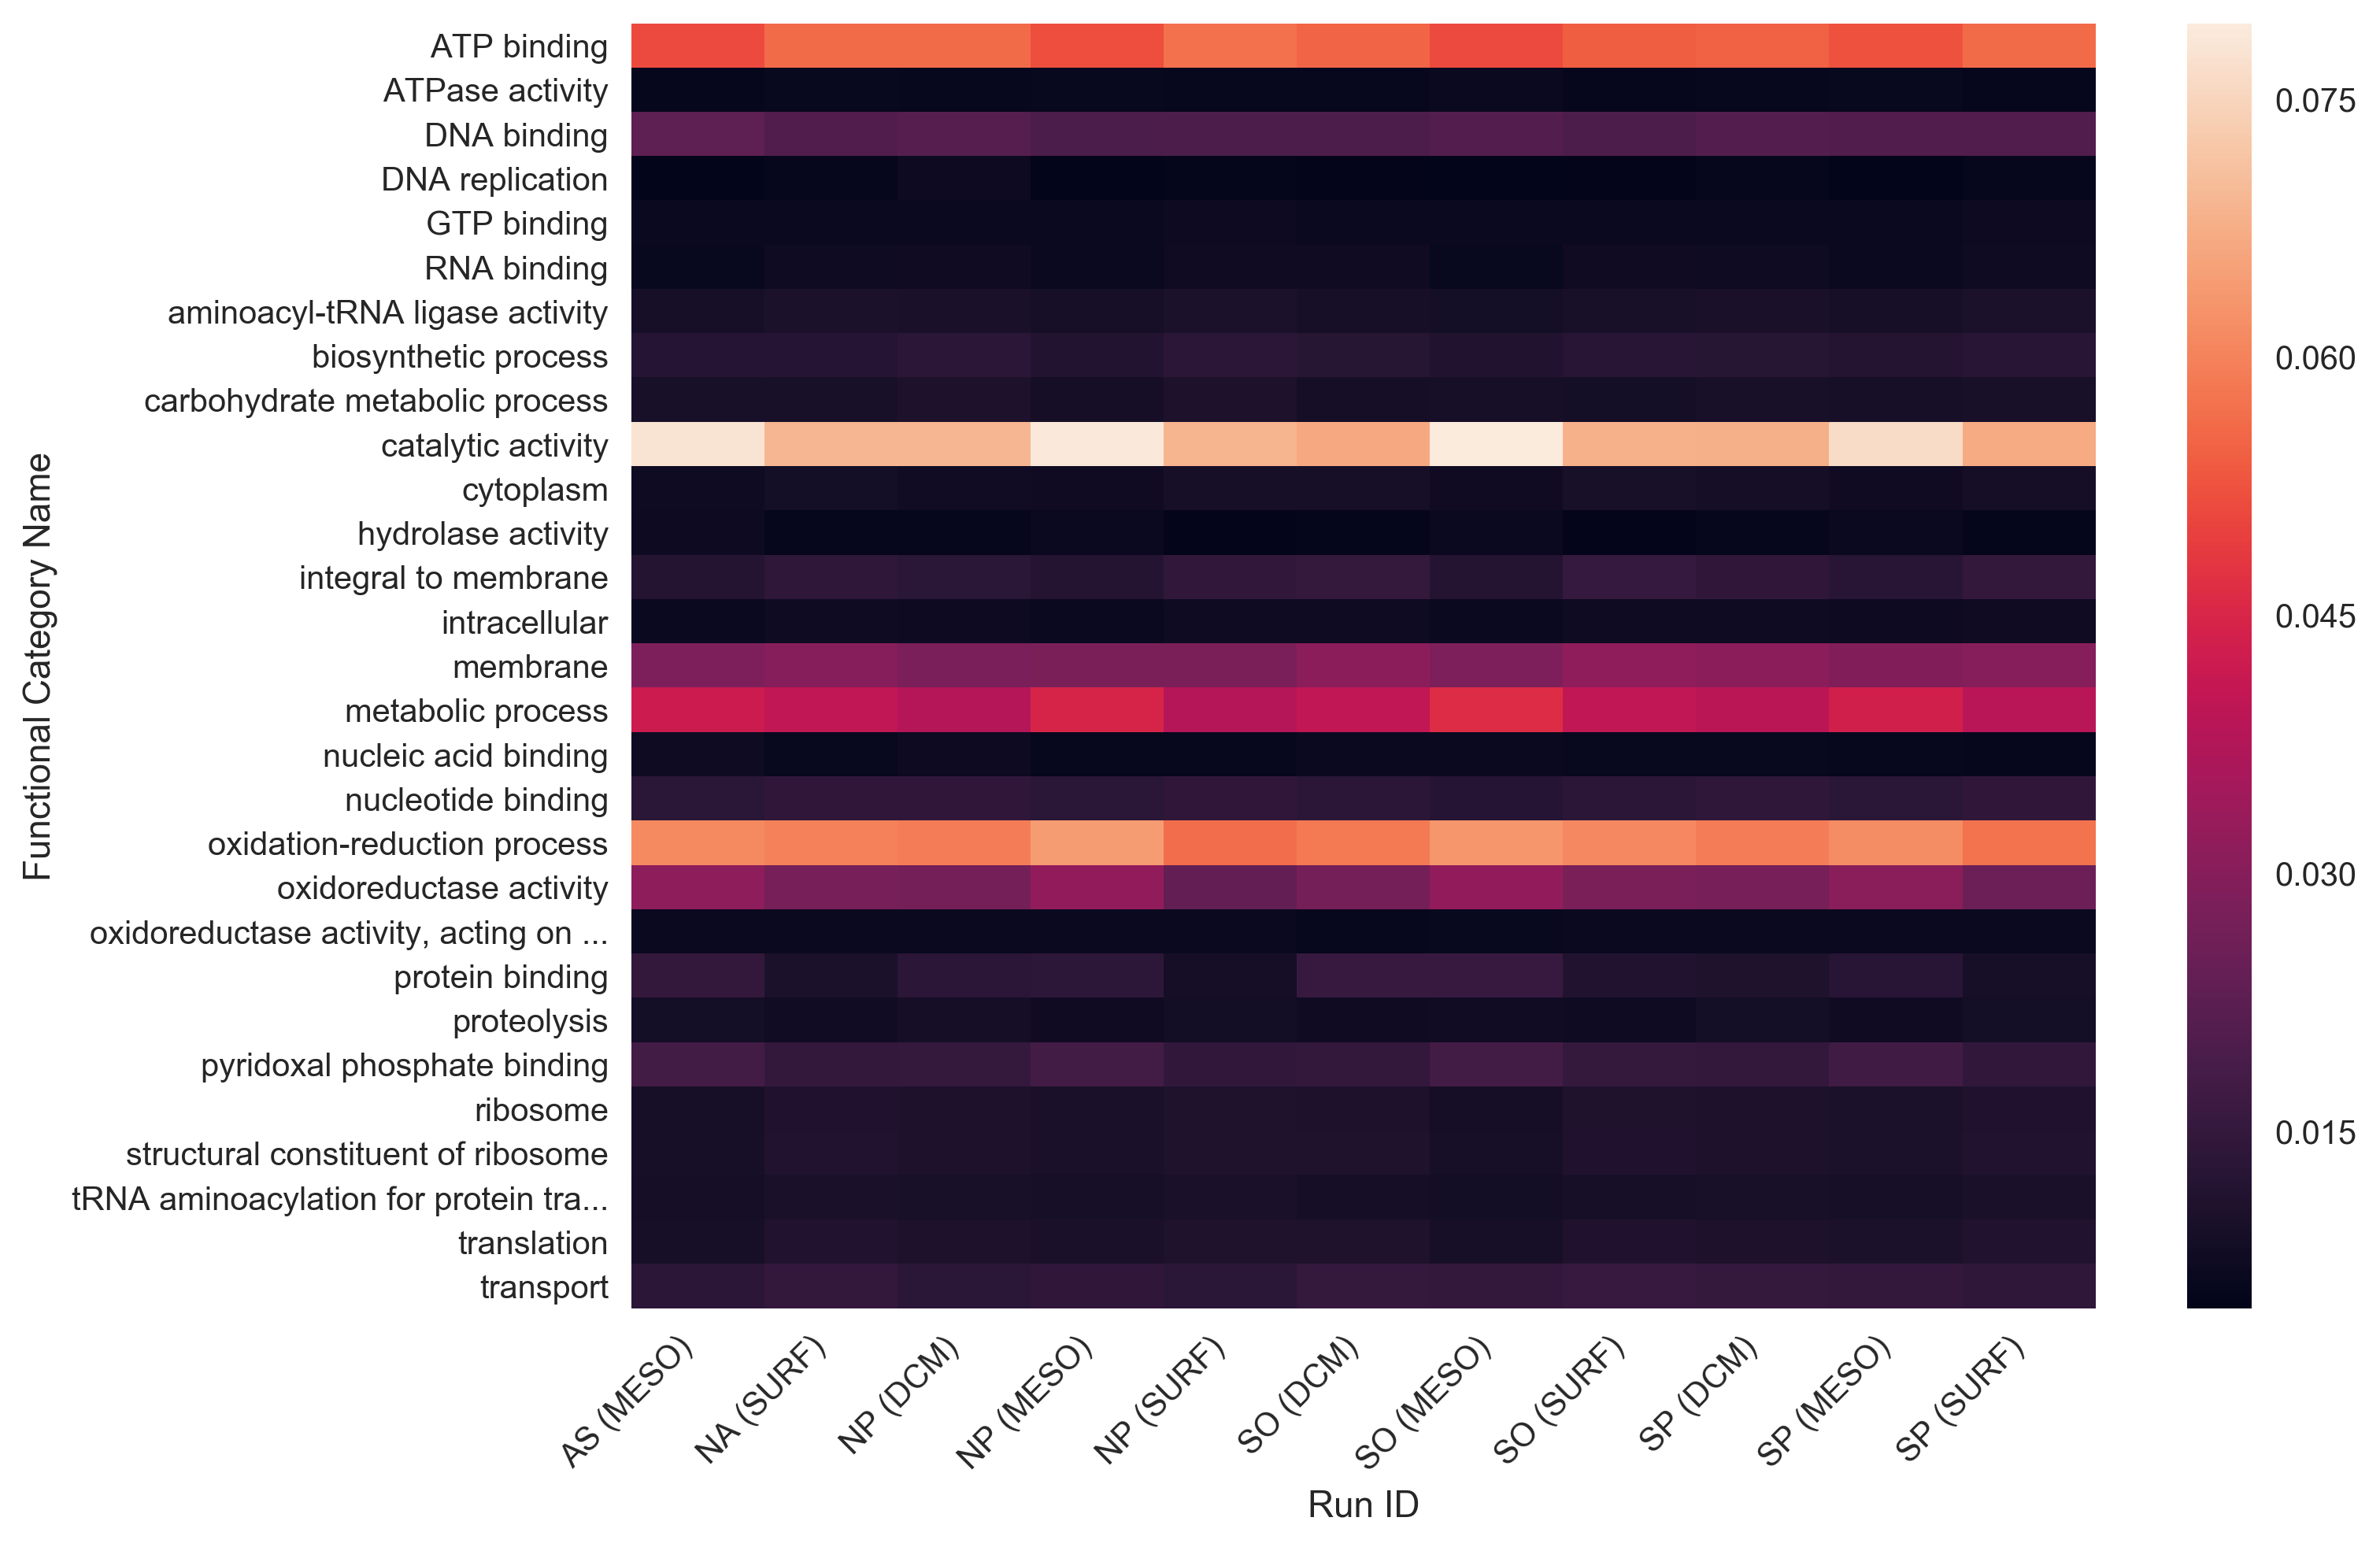 ATP binding
ATPase activity
DNA binding
DNA replication
GTP binding
RNA binding
aminoacyl-tRNA ligase activity
biosynthetic process
carbohydrate metabolic process
catalytic activity
cytoplasm
hydrolase activity
integral to membrane
intracellular
membrane
metabolic process
nucleic acid binding
nucleotide binding
oxidation-reduction process
oxidoreductase activity
oxidoreductase activity, acting on ...
protein binding
proteolysis
pyridoxal phosphate binding
ribosome
structural constituent of ribosome
tRNA aminoacylation for protein tra...
translation
transport
Functional Category Name
AS (MESO)
NA (SURF)
NP (DCM)
NP (MESO)
NP (SURF)
SO (DCM)
SO (MESO)
SO (SURF)
SP (DCM)
SP (MESO)
SP (SURF)
Run ID
0.075
0.060
0.045
0.030
0.015